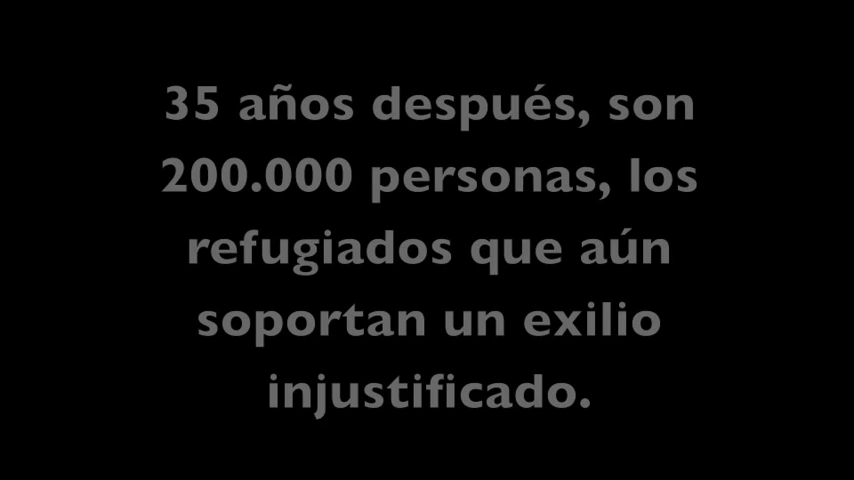 35 años después, son
200.000 personas, los
refugiados que aún
soportan un exilio
injustificado.